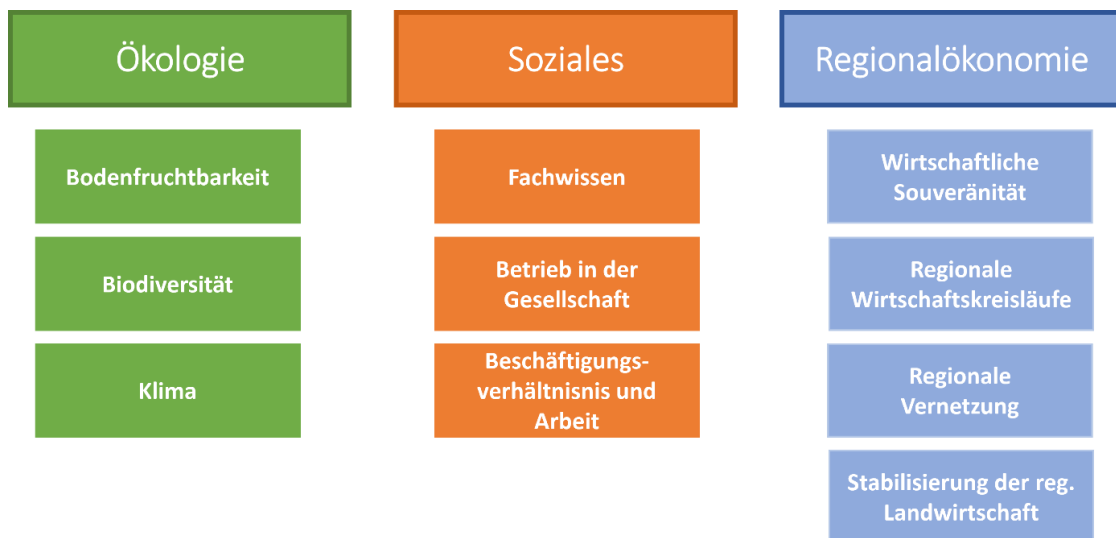 Ökologie
Bodenfruchtbarkeit
Biodiversität
Klima
Soziales
Fachwissen
Betrieb in der
Gesellschaft
Beschäftigungs-
verhältnisnis und
Arbeit
Regionalökonomie
Wirtschaftliche
Souveränität
Regionale
Wirtschaftskreisläufe
Regionale
Vernetzung
Stabilisierung der reg.
Landwirtschaft